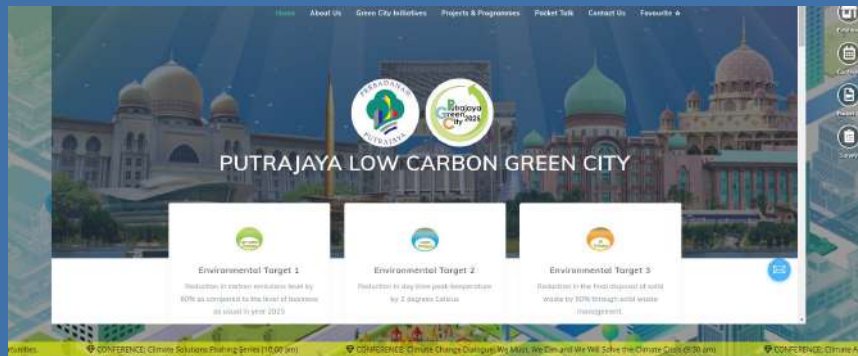 Home About Us Green City Initiatives Projects & Programmes Pocket Talk Contact Us Favourite
PERBADANAN
PUTRAJAYA
Putrajaya
Green
City 2025
PUTRAJAYA LOW CARBON GREEN CITY
Environmental Target 1
Reduction in carbon emissions level by
60% as compared to the level of business
as usual in year 2025
Environmental Target 2
Reduction in day time peak temperature
by 2 degrees Celsius
Environmental Target 3
Reduction in the final disposal of solid
waste by 50% through solid waste
management.
CONFERENCE: Climate Solutions Pitching Series (10.00 am) CONFERENCE: Climate Change Dialogue: We Must, We Can and We Will Solve the Climate Crisis (9.30 am) CONFERENCE: Climate